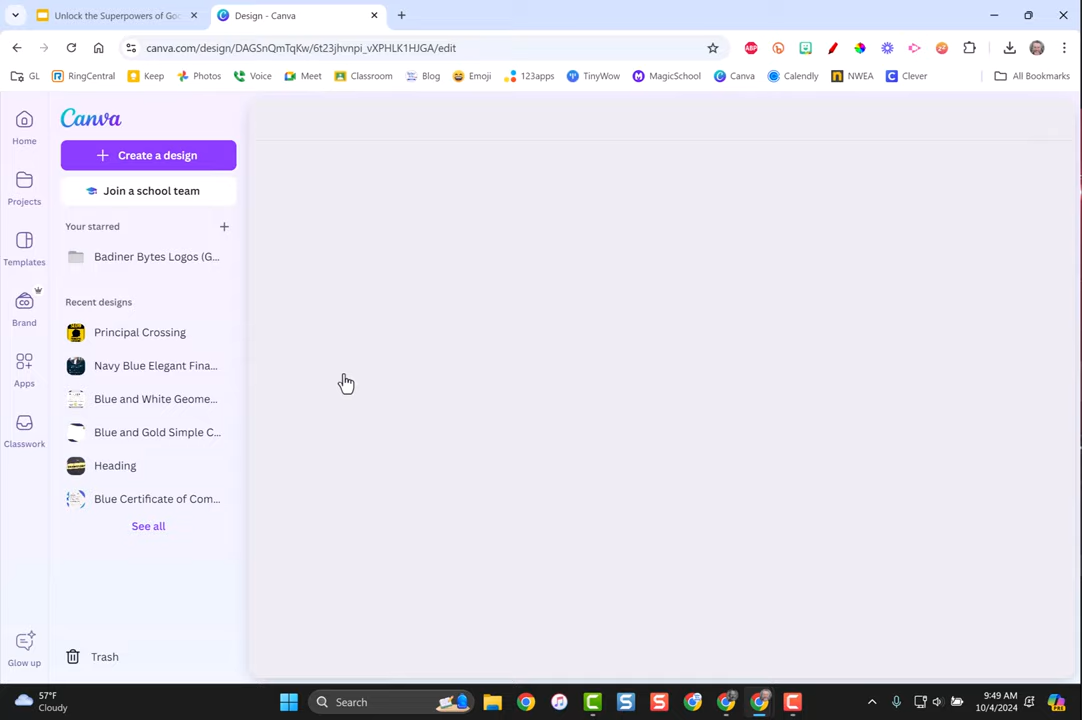 Unlock the Superpowers of Goo
Design - Canva
canva.com/design/DAGSnQmTqKw/6t23jhvnpi_vXPHLK1HJGA/edit
ABP
GL
RingCentral
Keep
Photos
Voice
Meet
Classroom
Blog
Emoji
123apps
TinyWow
MagicSchool
Canva
Calendly
NWEA
Clever
All Bookmarks
Canva
Home
Create a design
Projects
Join a school team
Your starred
Templates
Badiner Bytes Logos (G...
Recent designs
Brand
Principal Crossing
Navy Blue Elegant Fina...
Apps
Blue and White Geome...
Blue and Gold Simple C...
Classwork
Heading
Blue Certificate of Com...
See all
Glow up
Trash
57°F
Cloudy
Search
9:49 AM
10/4/2024